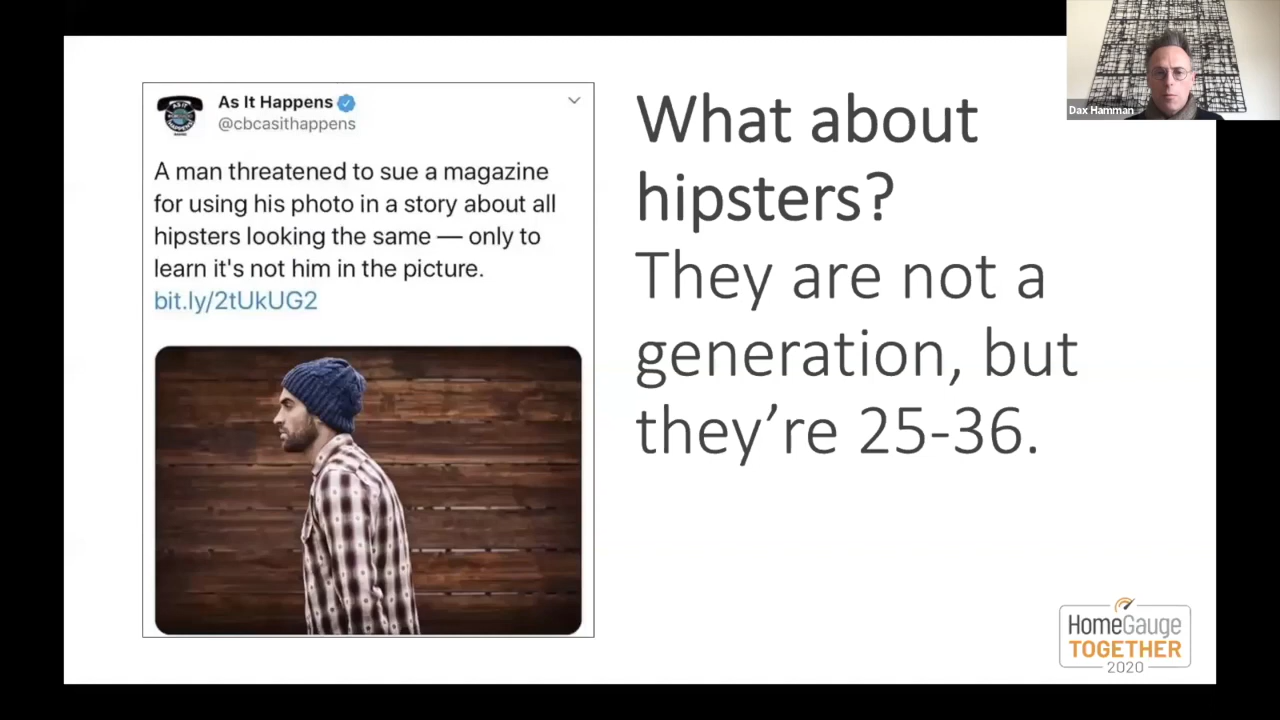 As It Happens
@cbcasithappens
A man threatened to sue a magazine
for using his photo in a story about all
hipsters looking the same — only to
learn it's not him in the picture.
bit.ly/2tUkUG2
What about
hipsters?
They are not a
generation, but
they’re 25-36.
Dax Hamman
HomeGauge
TOGETHER
2020